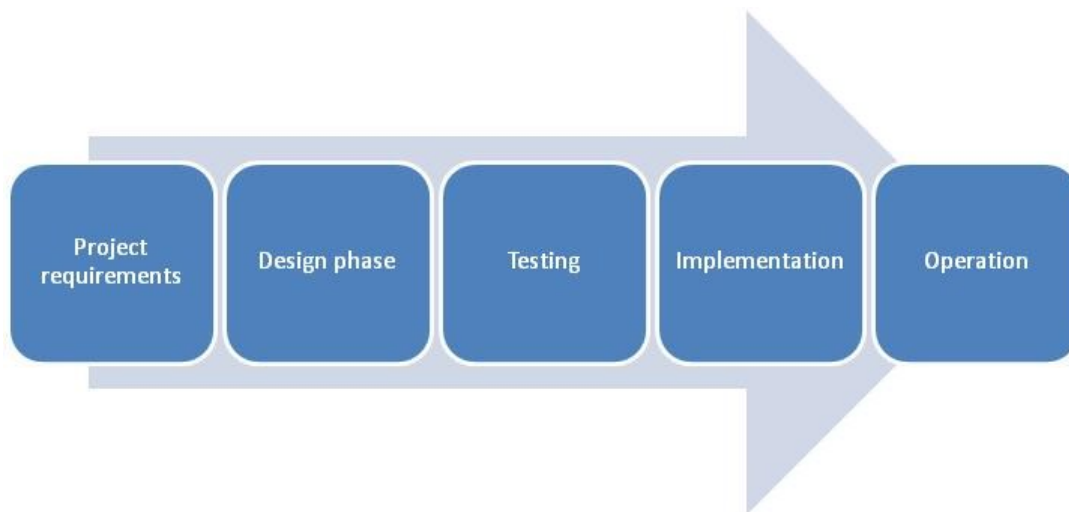 Project
requirements
Design phase
Testing
Implementation
Operation